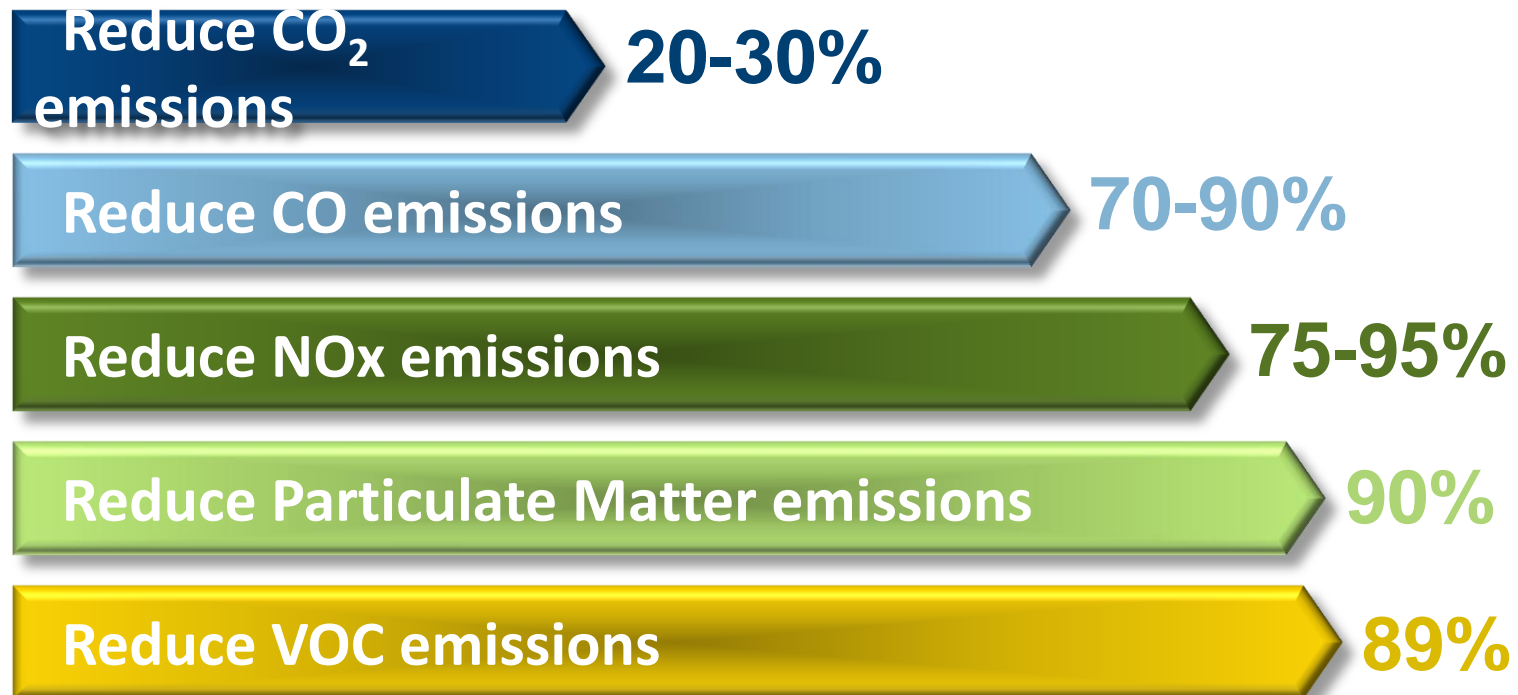 Reduce CO₂
emissions
20-30%
Reduce CO emissions
70-90%
Reduce NOx emissions
75-95%
Reduce Particulate Matter emissions
90%
Reduce VOC emissions
89%